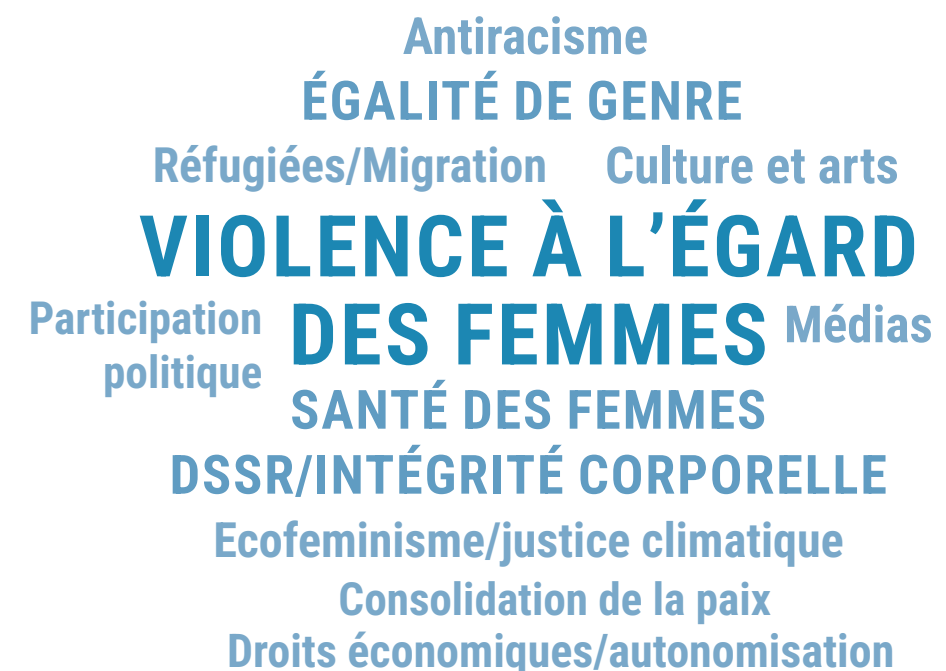 Antiracisme
ÉGALITÉ DE GENRE
Réfugiées/Migration Culture et arts
VIOLENCE À L’ÉGARD
DES FEMMES
Participation
politique
Médias
SANTÉ DES FEMMES
DSSR/INTÉGRITÉ CORPORELLE
Ecofeminisme/justice climatique
Consolidation de la paix
Droits économiques/autonomisation